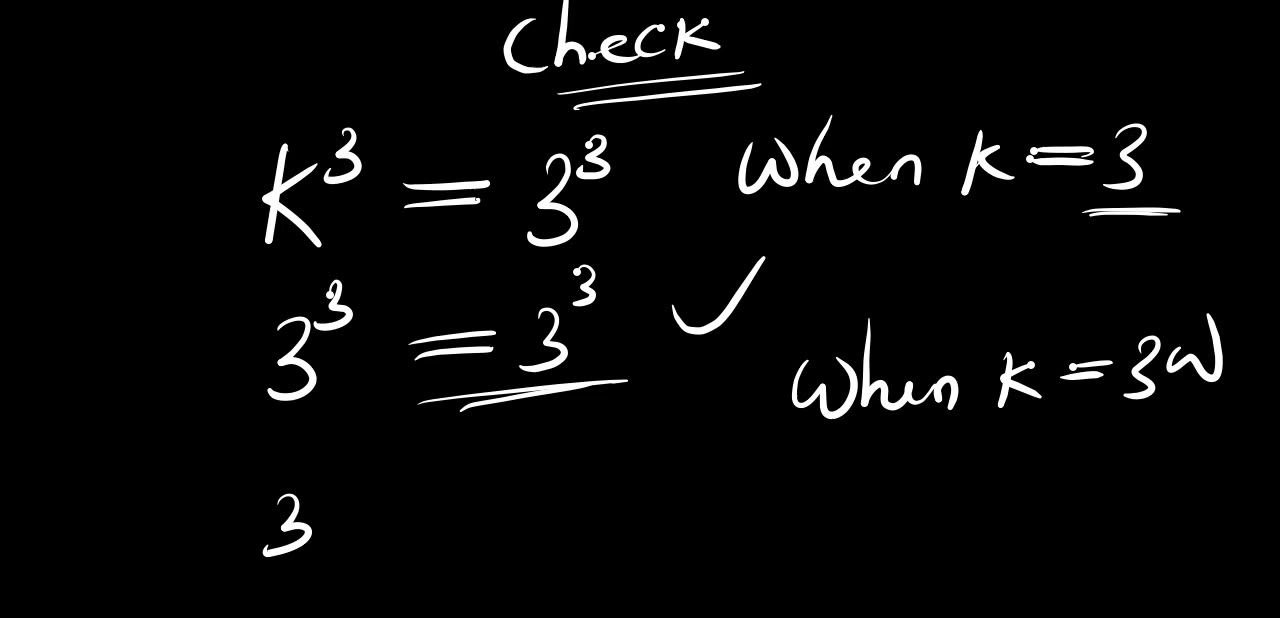 Check
K³ = 3³ when k = 3
3³ = 3³ ✓
when k = 3ω
3